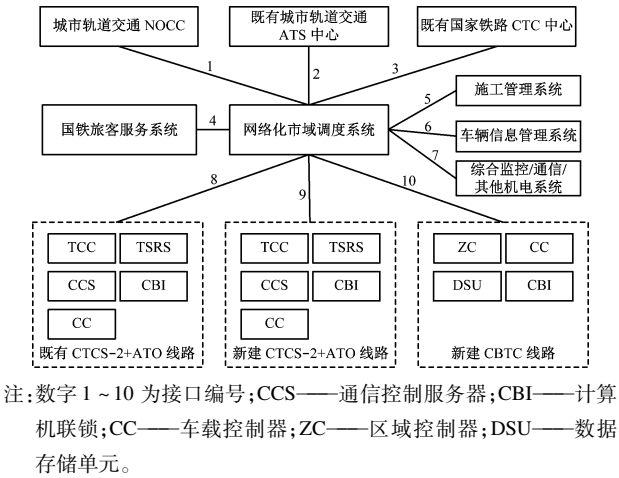 城市轨道交通 NOCC
既有城市轨道交通
ATS 中心
既有国家铁路 CTC 中心
1
2
3
国铁旅客服务系统
4
网络化市域调度系统
5
施工管理系统
6
车辆信息管理系统
7
综合监控/通信/
其他机电系统
8
9
10
TCC
TSRS
CCS
CBI
CC
既有 CTCS-2+ATO 线路
TCC
TSRS
CCS
CBI
CC
新建 CTCS-2+ATO 线路
ZC
CC
DSU
CBI
新建 CBTC 线路
注:数字 1 ~ 10 为接口编号;CCS——通信控制服务器;CBI——计算
机联锁;CC——车载控制器;ZC——区域控制器;DSU——数据
存储单元。